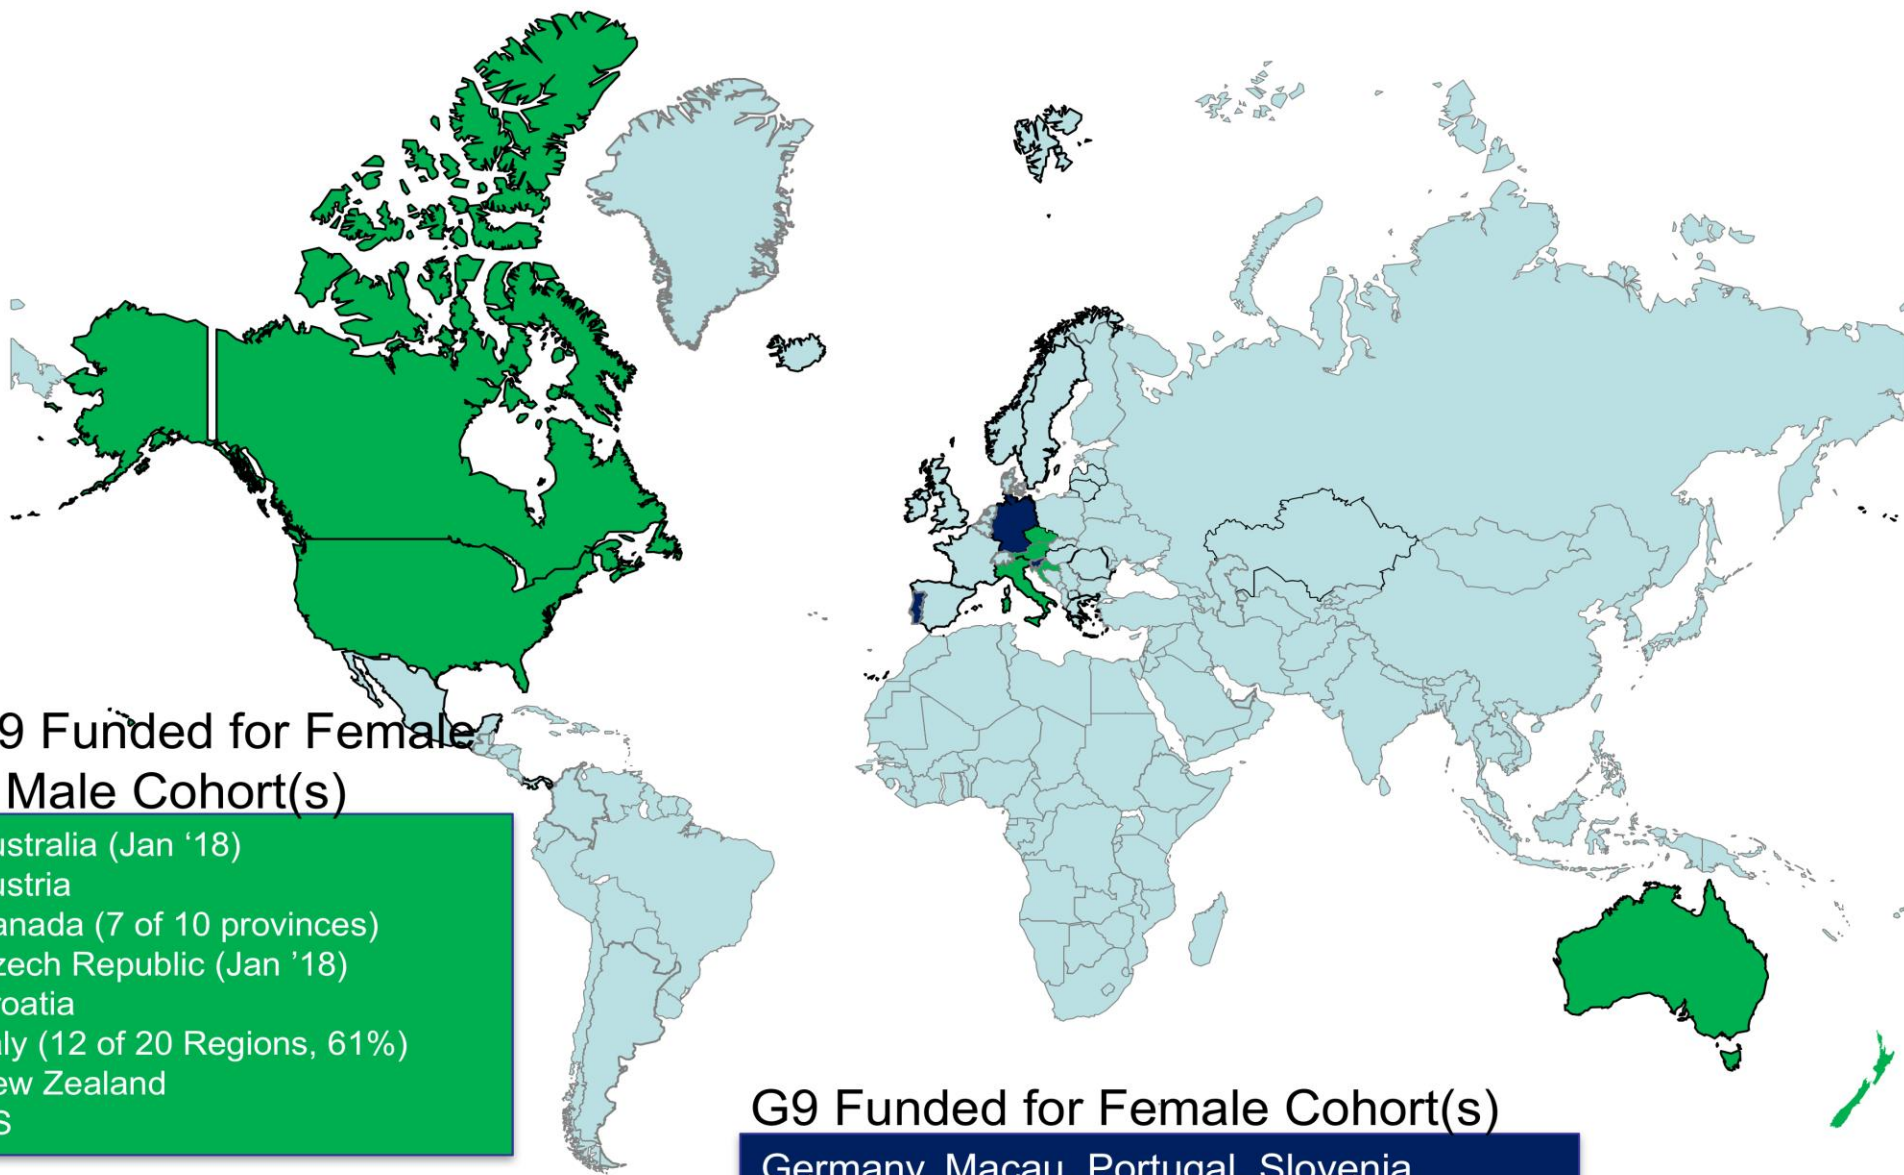 9 Funded for Female
Male Cohort(s)
ustralia (Jan ‘18)
ustria
anada (7 of 10 provinces)
zech Republic (Jan ’18)
roatia
aly (12 of 20 Regions, 61%)
ew Zealand
S
G9 Funded for Female Cohort(s)
Germany, Macau, Portugal, Slovenia